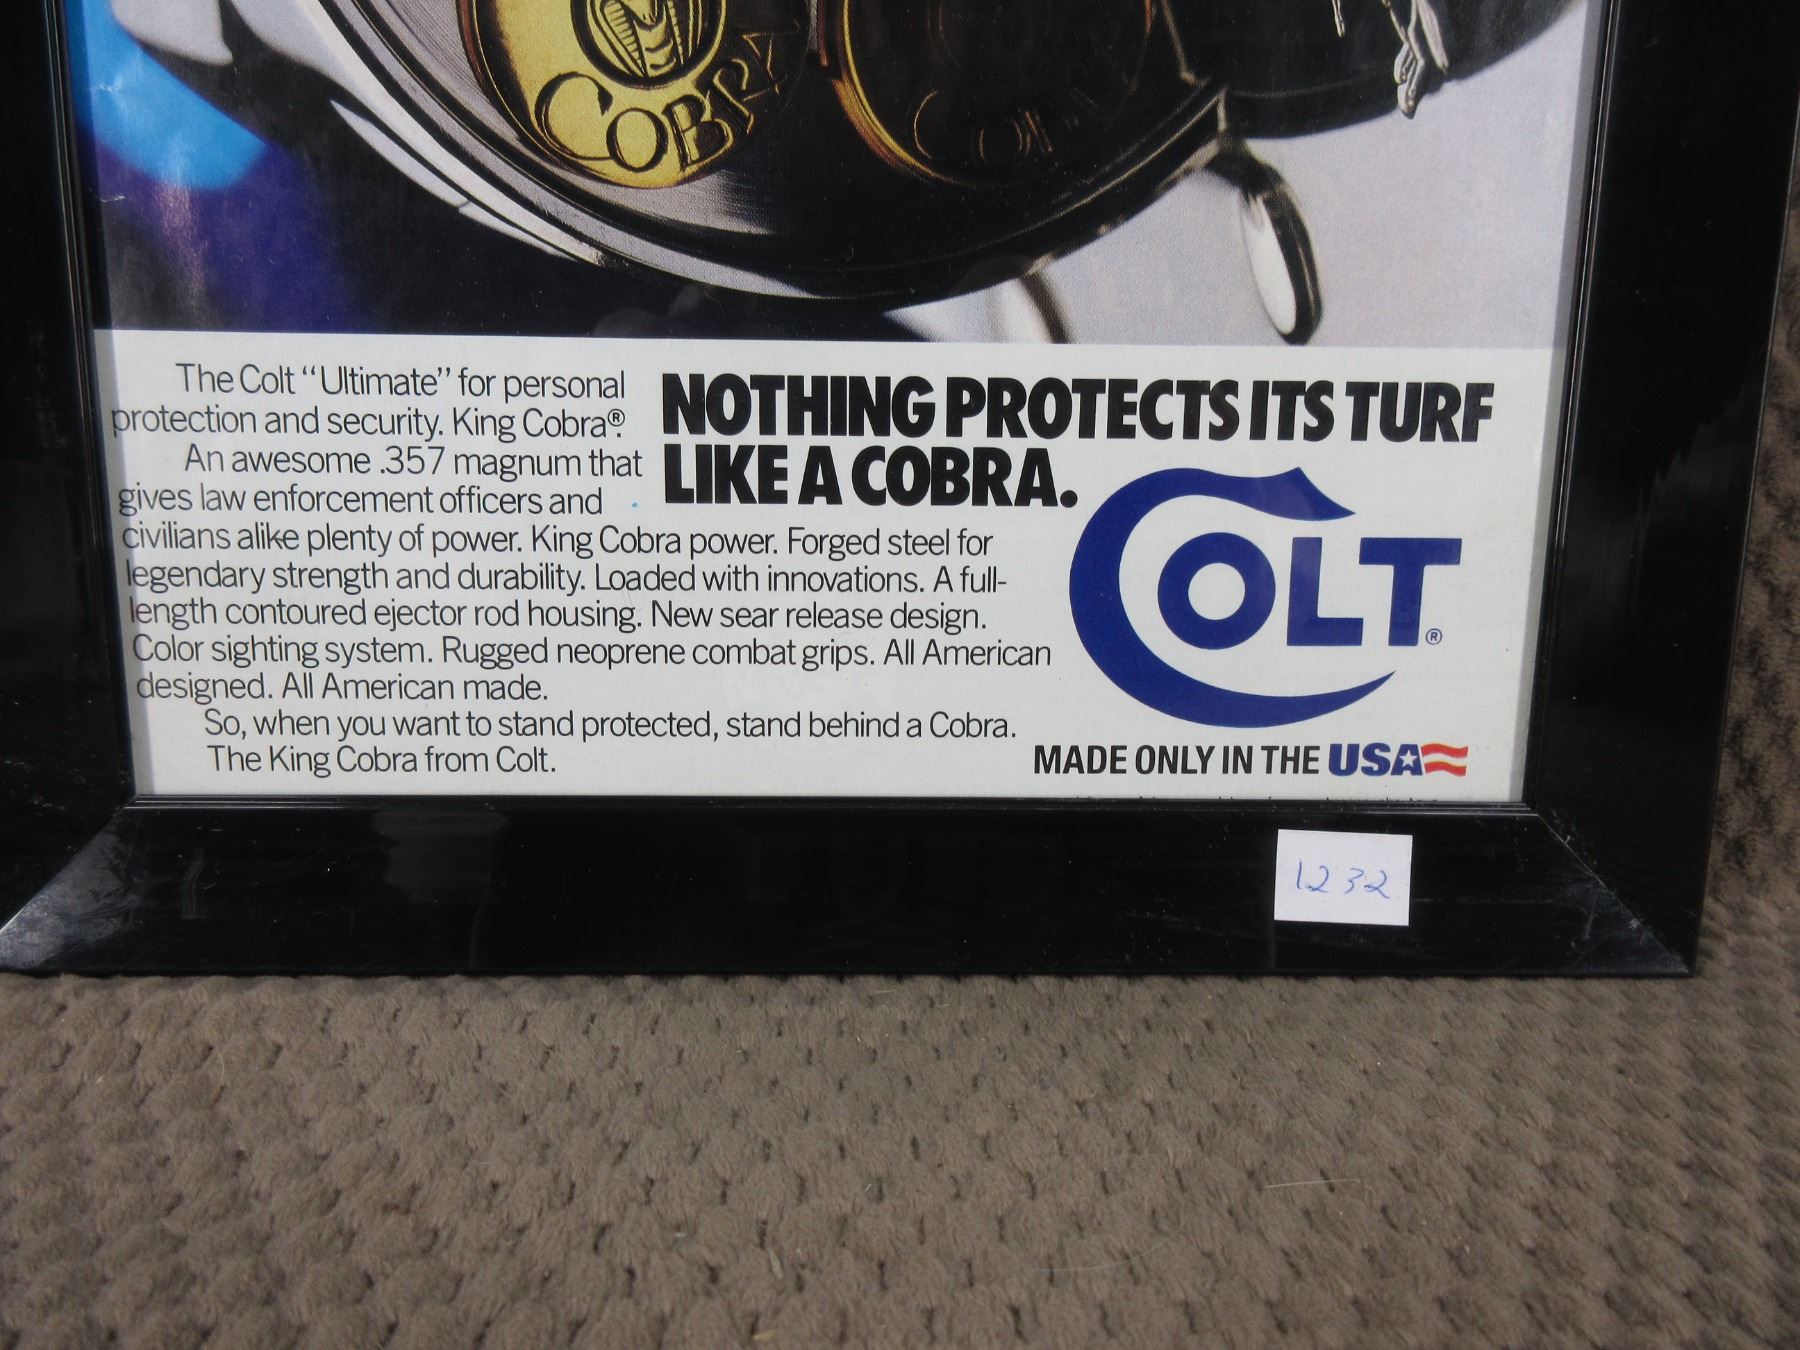 COBRA
CO
The Colt "Ultimate" for personal
protection and security. King Cobra®.
An awesome .357 magnum that
gives law enforcement officers and
civilians alike plenty of power. King Cobra power. Forged steel for
legendary strength and durability. Loaded with innovations. A full-
length contoured ejector rod housing. New sear release design.
Color sighting system. Rugged neoprene combat grips. All American
designed. All American made.
So, when you want to stand protected, stand behind a Cobra.
The King Cobra from Colt.
NOTHING PROTECTS ITS TURF
LIKE A COBRA.
COLT®
MADE ONLY IN THE USA
1232